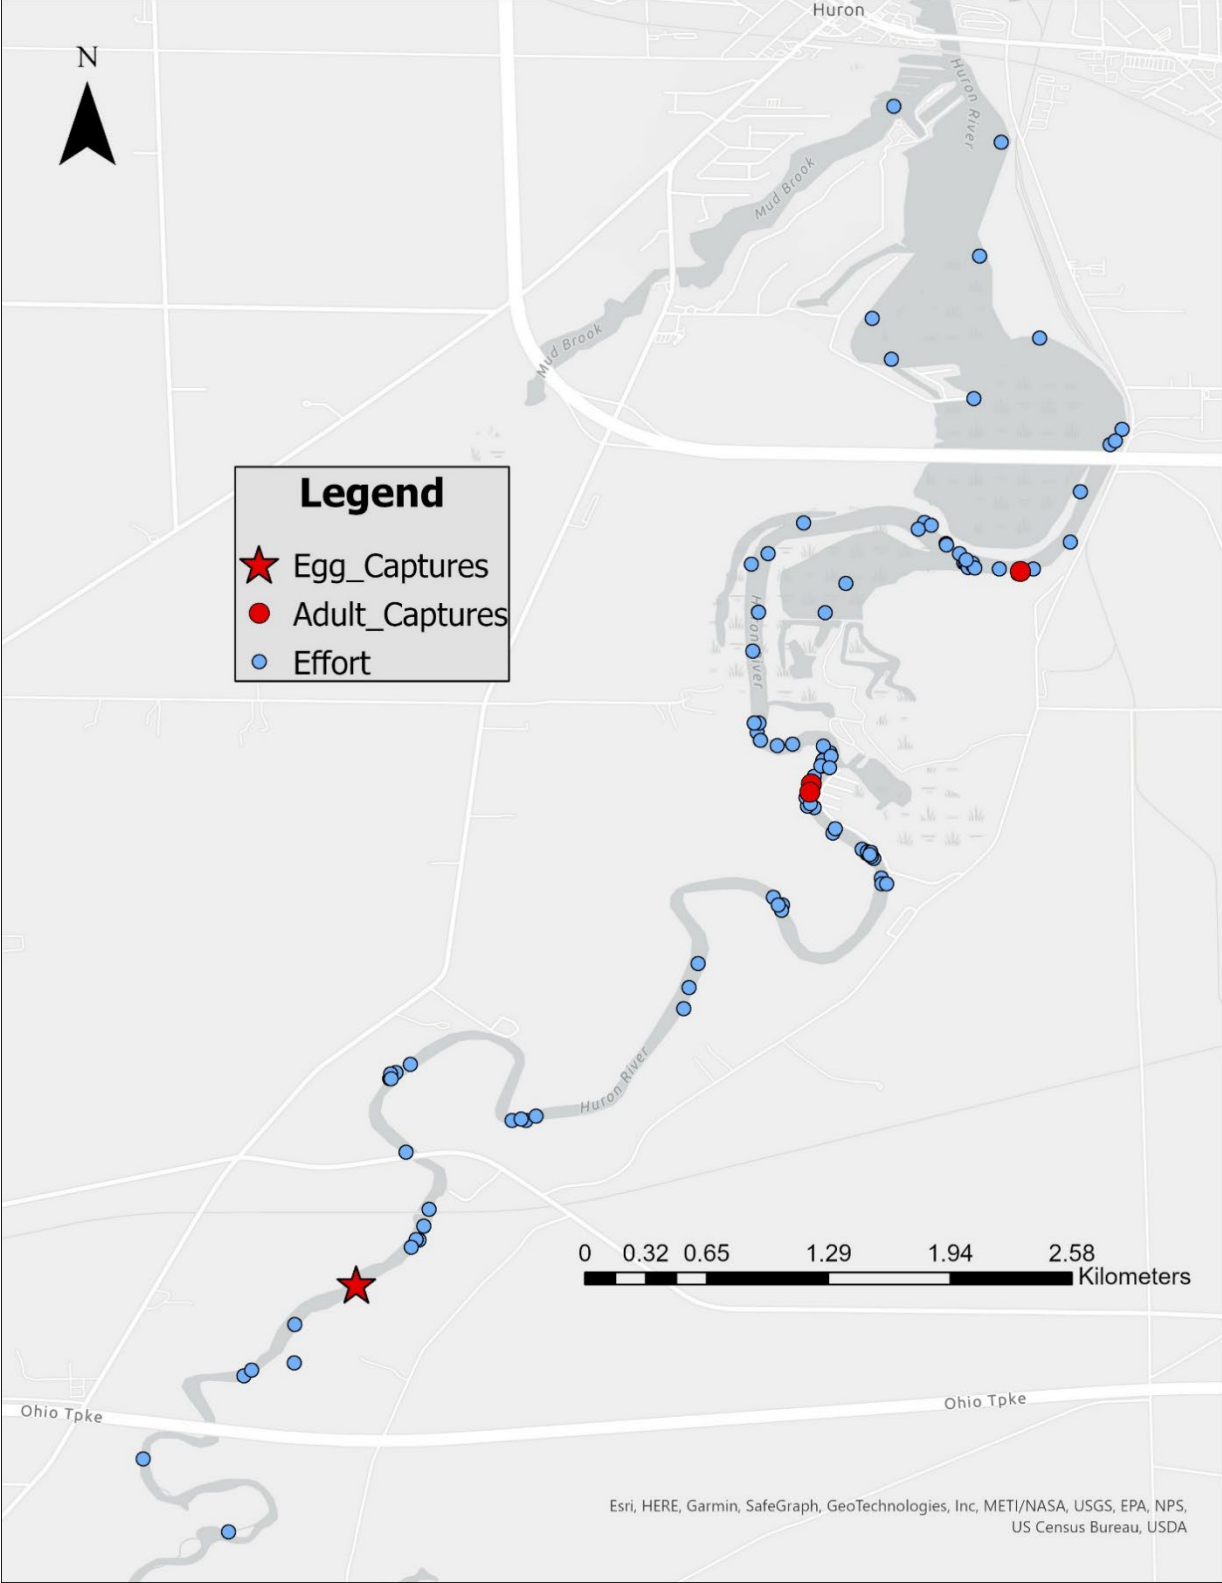 Huron
N
Huron River
Mud Brook
Mud Brook
Legend
Egg_Captures
Adult_Captures
Effort
Huron River
Huron River
0 0.32 0.65 1.29 1.94 2.58
Kilometers
Ohio Tpke
Ohio Tpke
Esri, HERE, Garmin, SafeGraph, GeoTechnologies, Inc, METI/NASA, USGS, EPA, NPS,
US Census Bureau, USDA